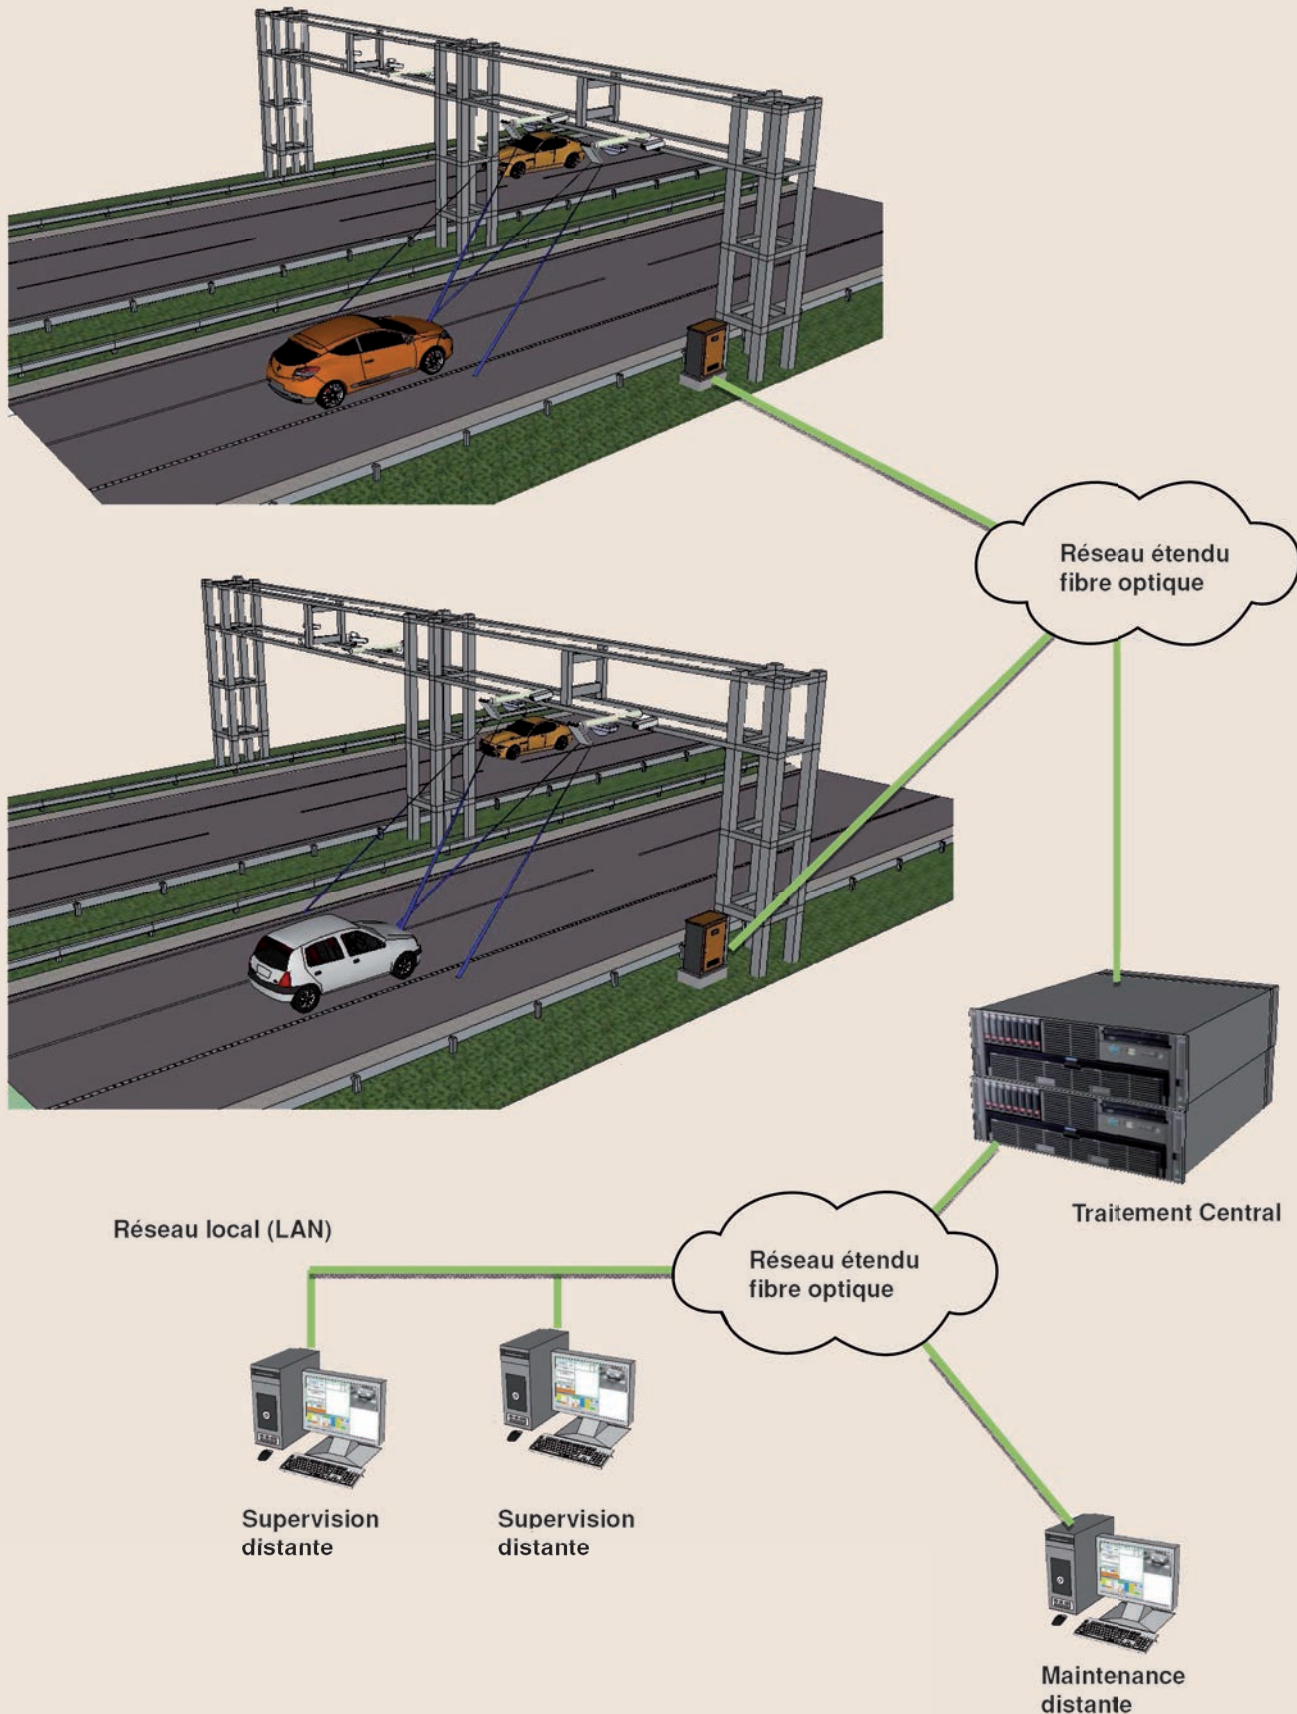 Réseau étendu
fibre optique
Traitement Central
Réseau local (LAN)
Réseau étendu
fibre optique
Supervision
distante
Supervision
distante
Maintenance
distante